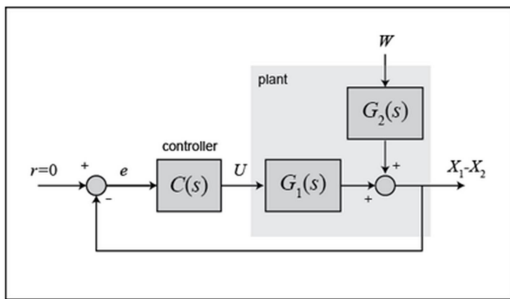 W
plant
G₂(s)
controller
r=0 + e C(s) U G₁(s) + + X₁-X₂
−